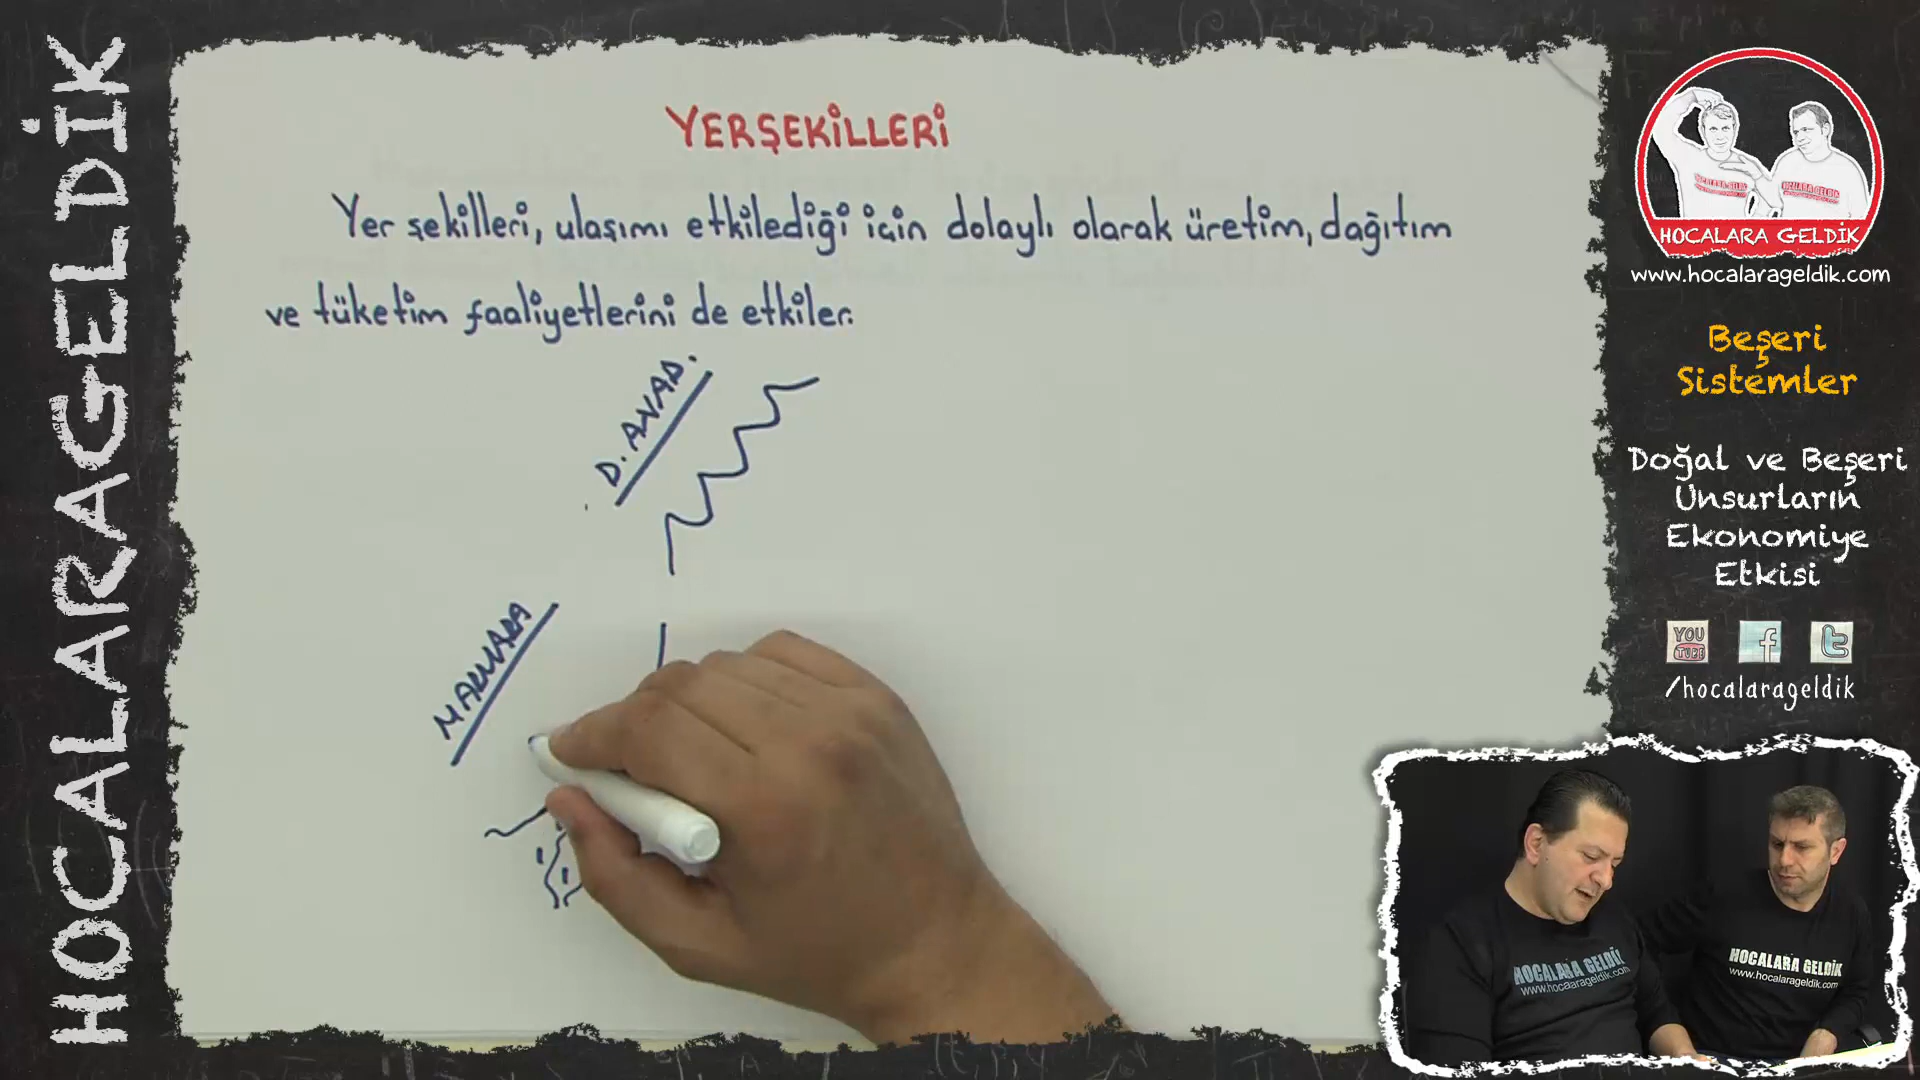 HOCALARAGELDİK
YERŞEKİLLERİ
Yer şekilleri, ulaşımı etkilediği için dolaylı olarak üretim, dağıtım
ve tüketim faaliyetlerini de etkiler.
D. ANAD.
MARMARA
HOCALARA GELDİK
www.hocalarageldik.com
Beşeri
Sistemler
Doğal ve Beşeri
Unsurların
Ekonomiye
Etkisi
YOU
TUBE
f
t
/hocalarageldik
HOCALARA GELDİK
www.hocalarageldik.com
HOCALARA GELDİK
www.hocalarageldik.com